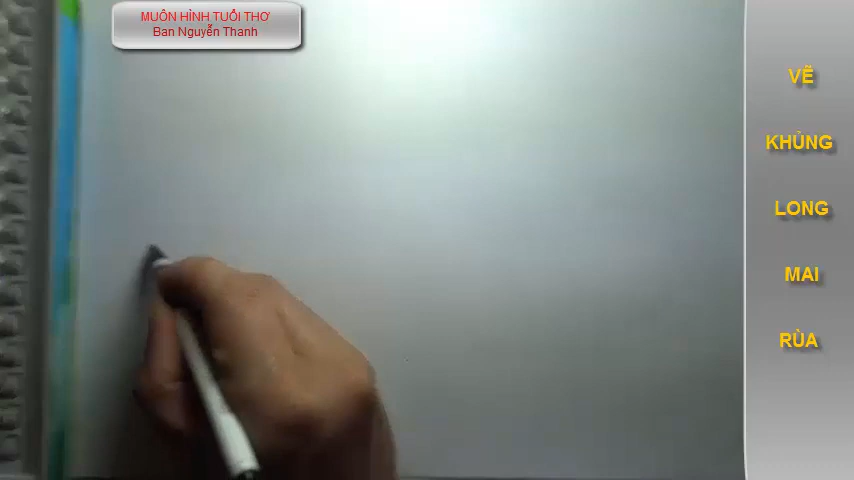 MUÔN HÌNH TUỔI THƠ
Ban Nguyễn Thanh
VẼ
KHỦNG
LONG
MAI
RÙA